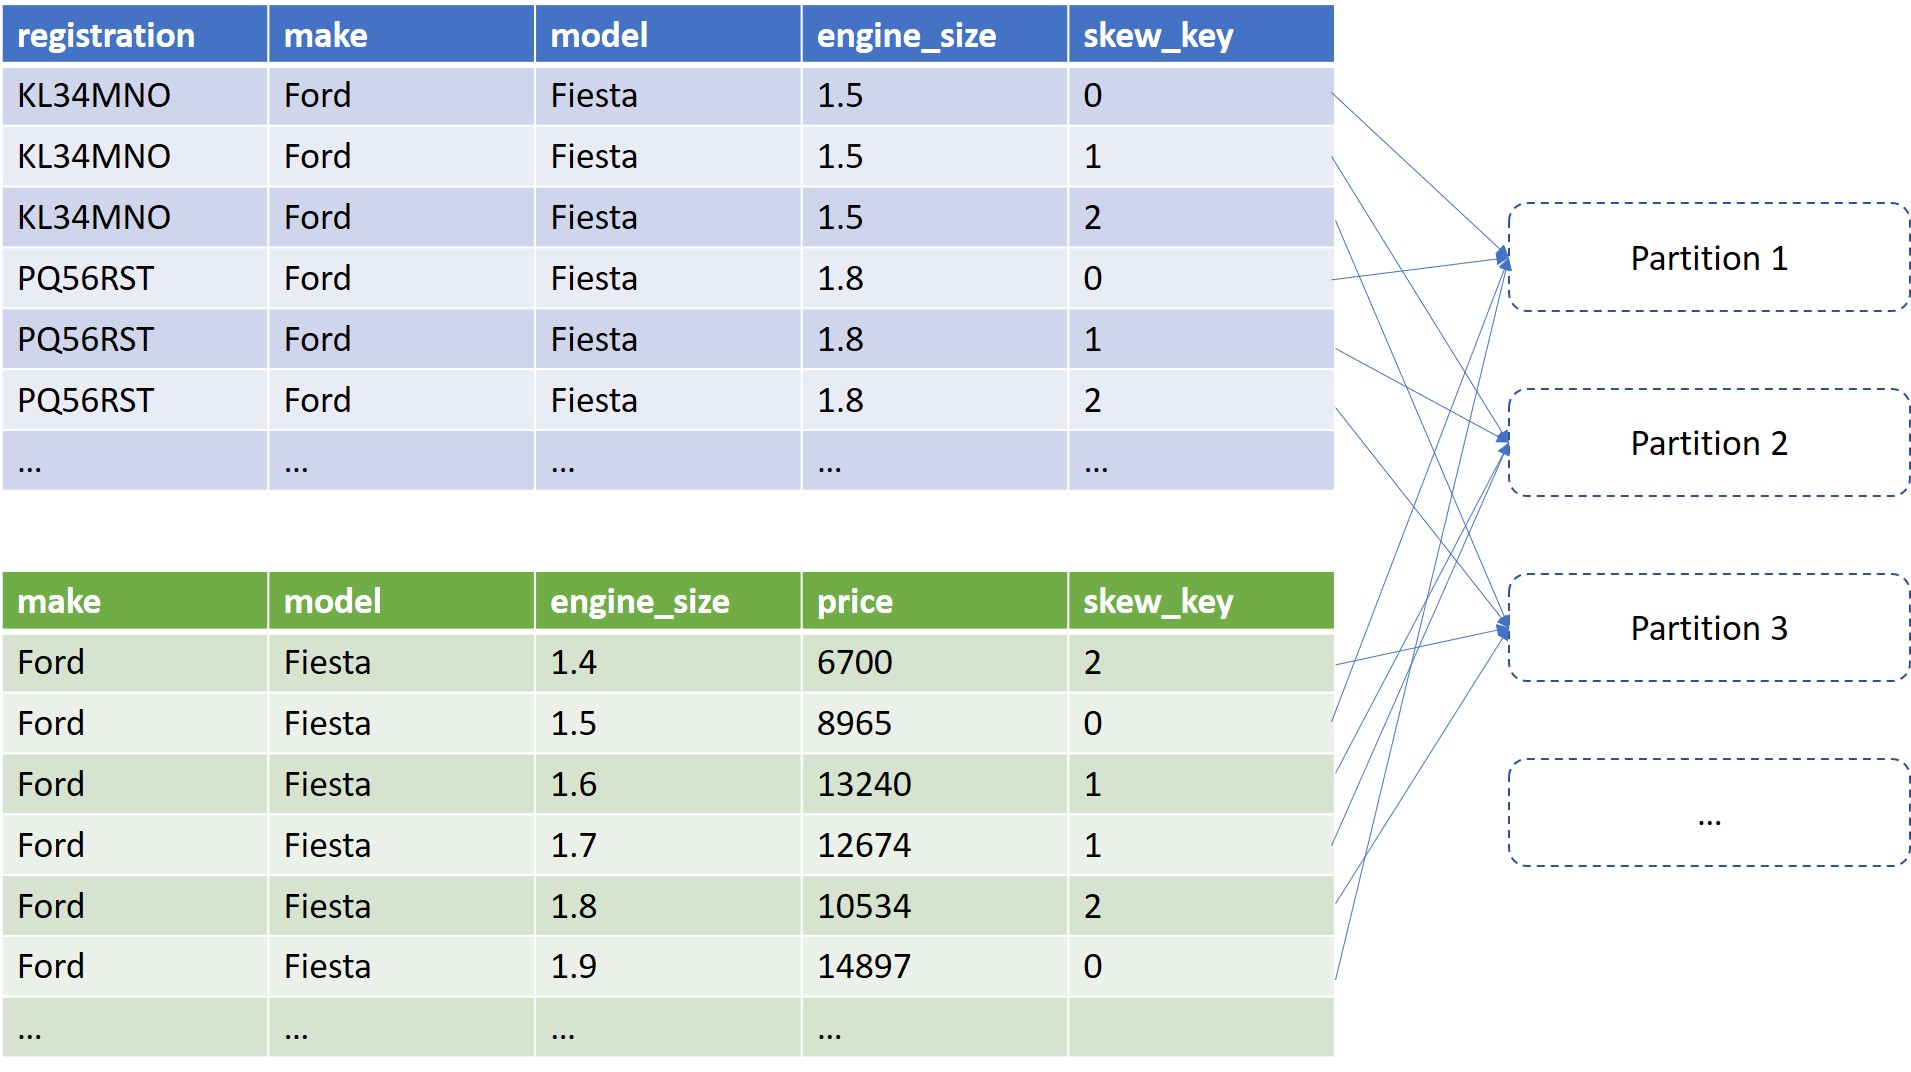 registration make model engine_size skew_key
KL34MNO Ford Fiesta 1.5 0
KL34MNO Ford Fiesta 1.5 1
KL34MNO Ford Fiesta 1.5 2
PQ56RST Ford Fiesta 1.8 0
PQ56RST Ford Fiesta 1.8 1
PQ56RST Ford Fiesta 1.8 2
... ... ... ... ...
make model engine_size price skew_key
Ford Fiesta 1.4 6700 2
Ford Fiesta 1.5 8965 0
Ford Fiesta 1.6 13240 1
Ford Fiesta 1.7 12674 1
Ford Fiesta 1.8 10534 2
Ford Fiesta 1.9 14897 0
... ... ... ...
Partition 1
Partition 2
Partition 3
...